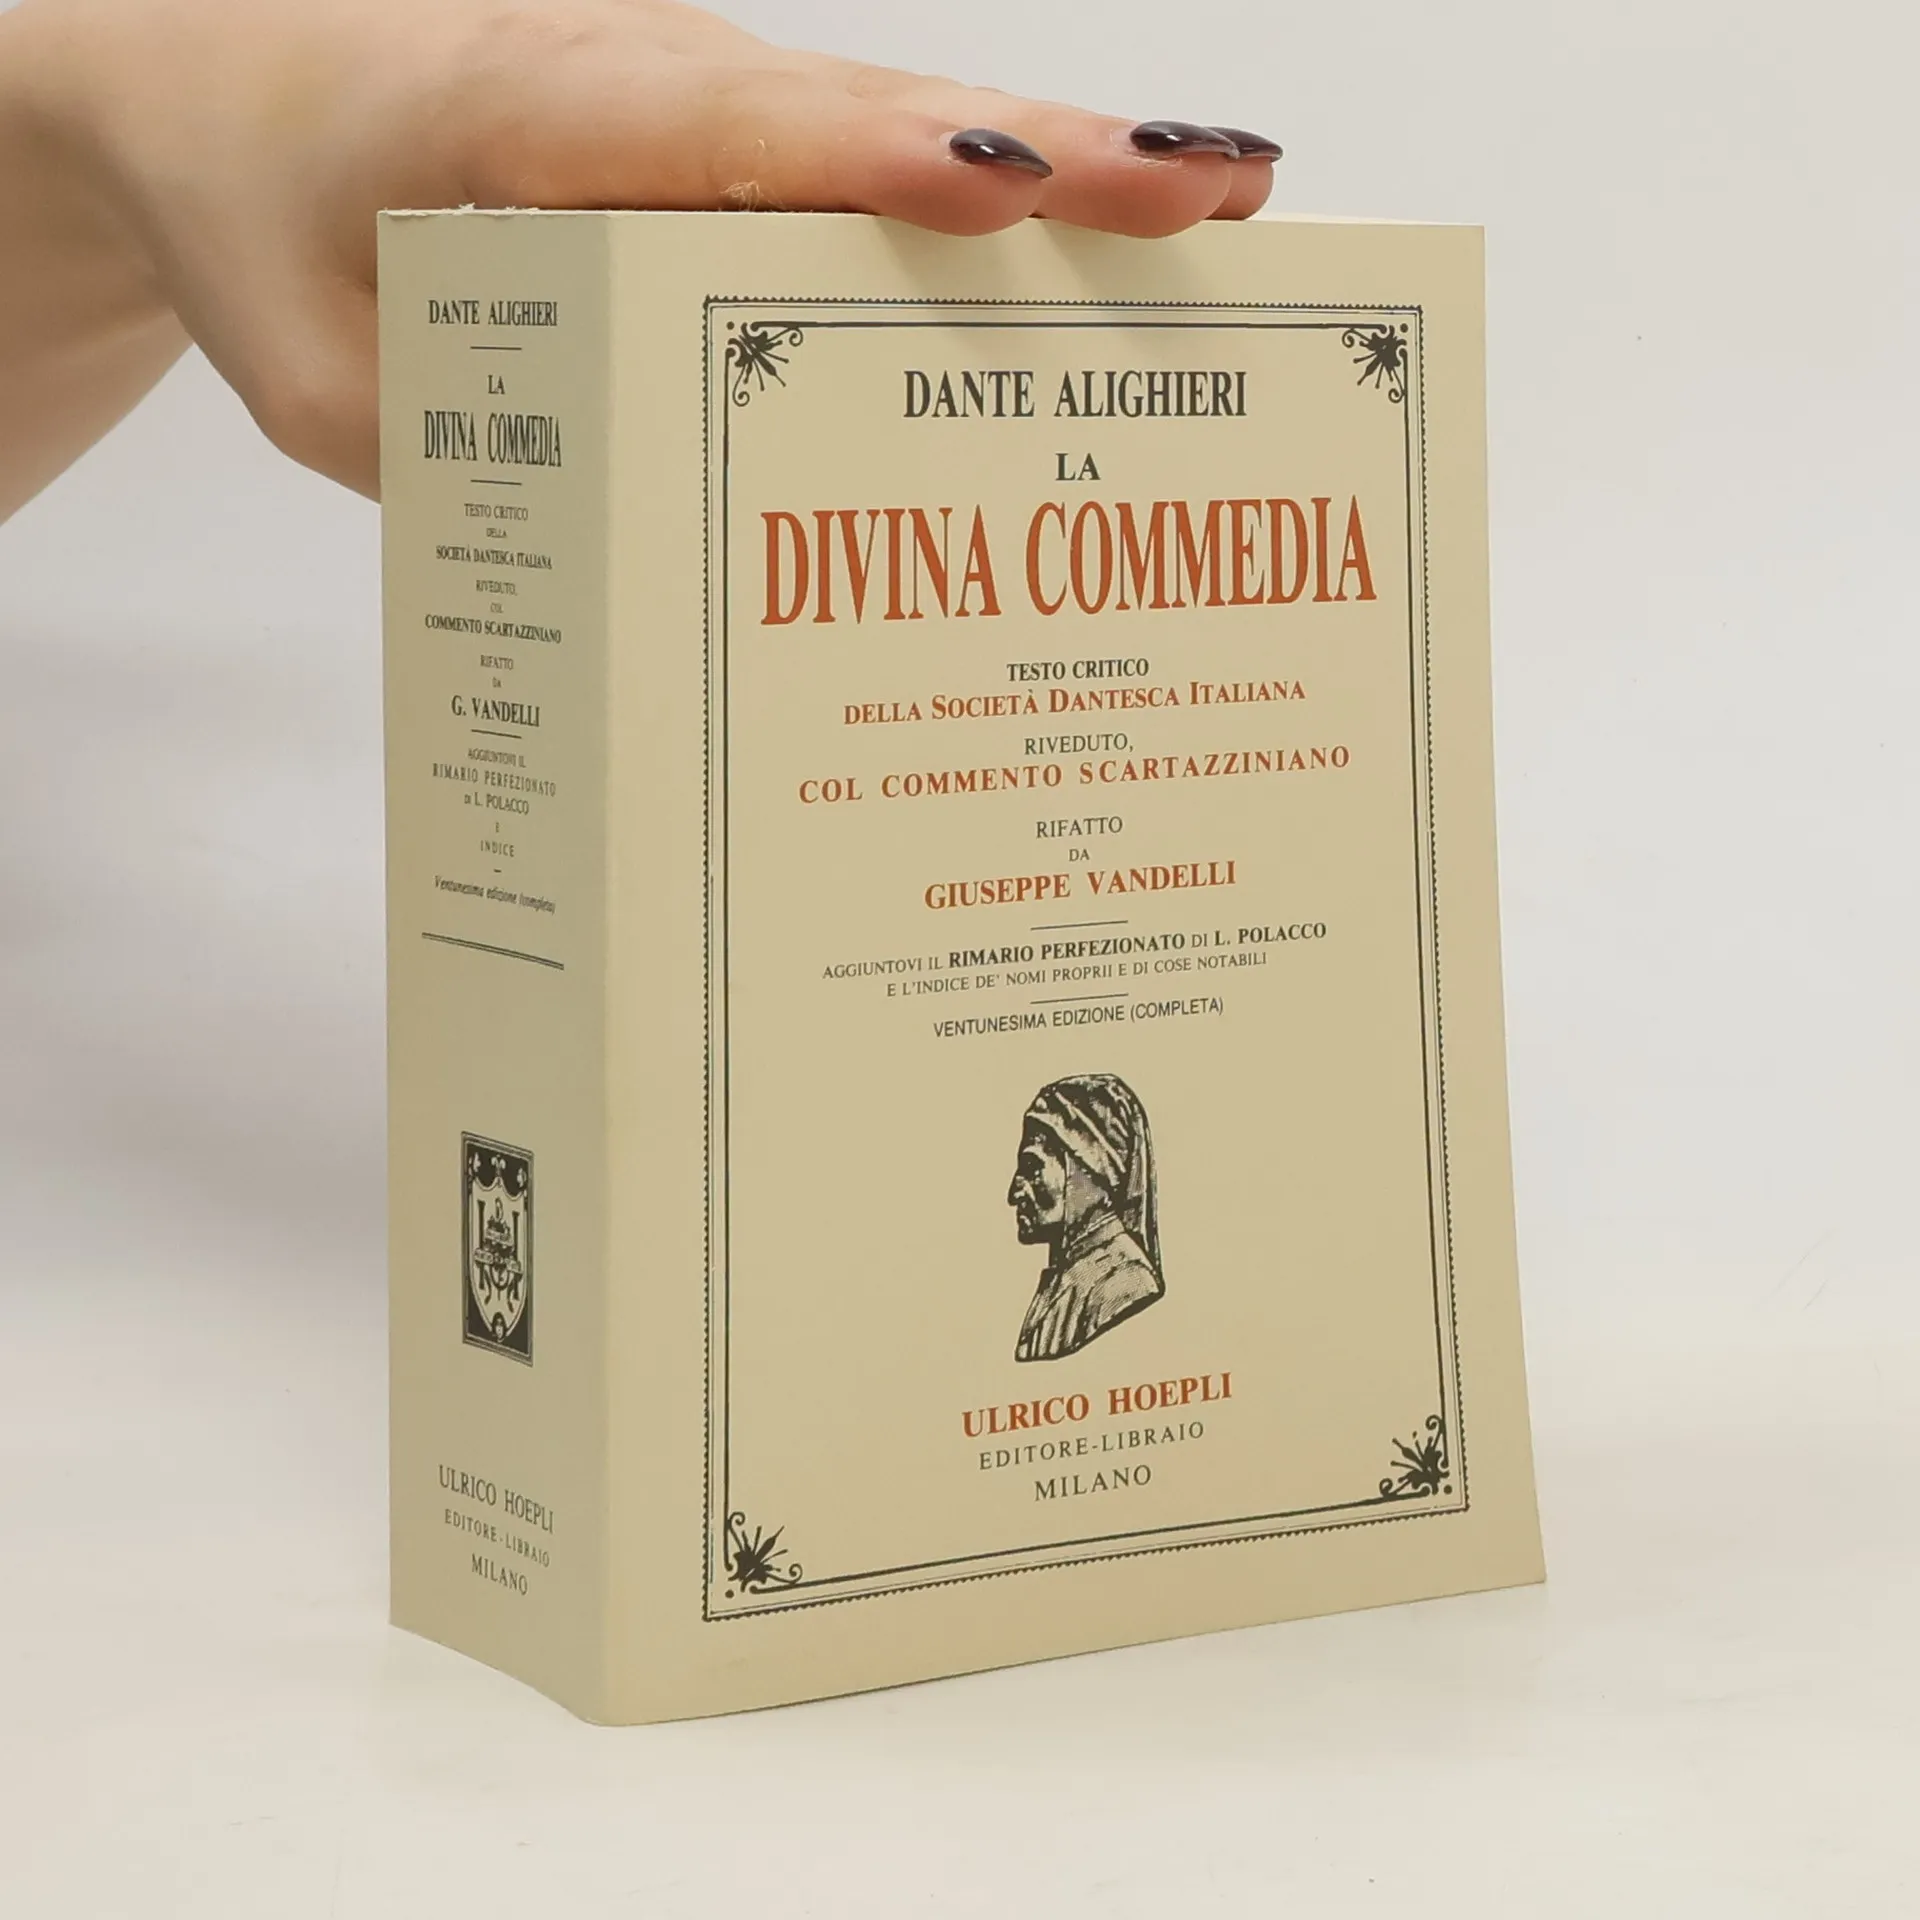 DANTE ALIGHIERI
LA
DIVINA COMMEDIA
TESTO CRITICO
DELLA
SOCIETÀ DANTESCA ITALIANA
RIVEDUTO,
COL
COMMENTO SCARTAZZINIANO
RIFATTO
DA
G. VANDELLI
AGGIUNTOVI IL
RIMARIO PERFEZIONATO
DI L. POLACCO
E
INDICE
Ventunesima edizione (completa)
ULRICO HOEPLI
EDITORE-LIBRAIO
MILANO
DANTE ALIGHIERI
LA
DIVINA COMMEDIA
TESTO CRITICO
DELLA SOCIETÀ DANTESCA ITALIANA
RIVEDUTO,
COL COMMENTO SCARTAZZINIANO
RIFATTO
DA
GIUSEPPE VANDELLI
AGGIUNTOVI IL RIMARIO PERFEZIONATO DI L. POLACCO
E L'INDICE DE' NOMI PROPRII E DI COSE NOTABILI
VENTUNESIMA EDIZIONE (COMPLETA)
ULRICO HOEPLI
EDITORE-LIBRAIO
MILANO